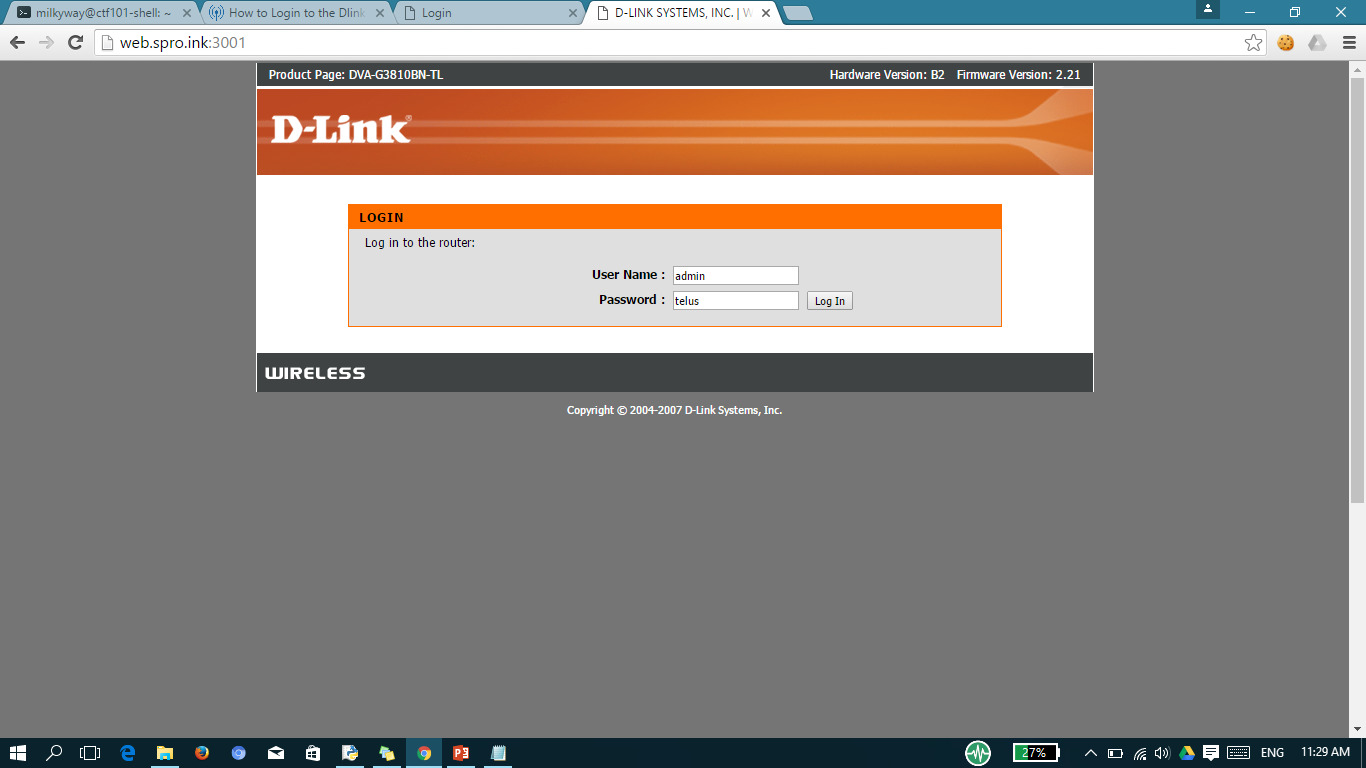 milkyway@ctf101-shell: ~
How to Login to the Dlink
Login
D-LINK SYSTEMS, INC. | W
web.spro.ink:3001
Product Page: DVA-G3810BN-TL
Hardware Version: B2 Firmware Version: 2.21
D-Link®
LOGIN
Log in to the router:
User Name : admin
Password : telus Log In
WIRELESS
Copyright © 2004-2007 D-Link Systems, Inc.
27%
ENG
11:29 AM